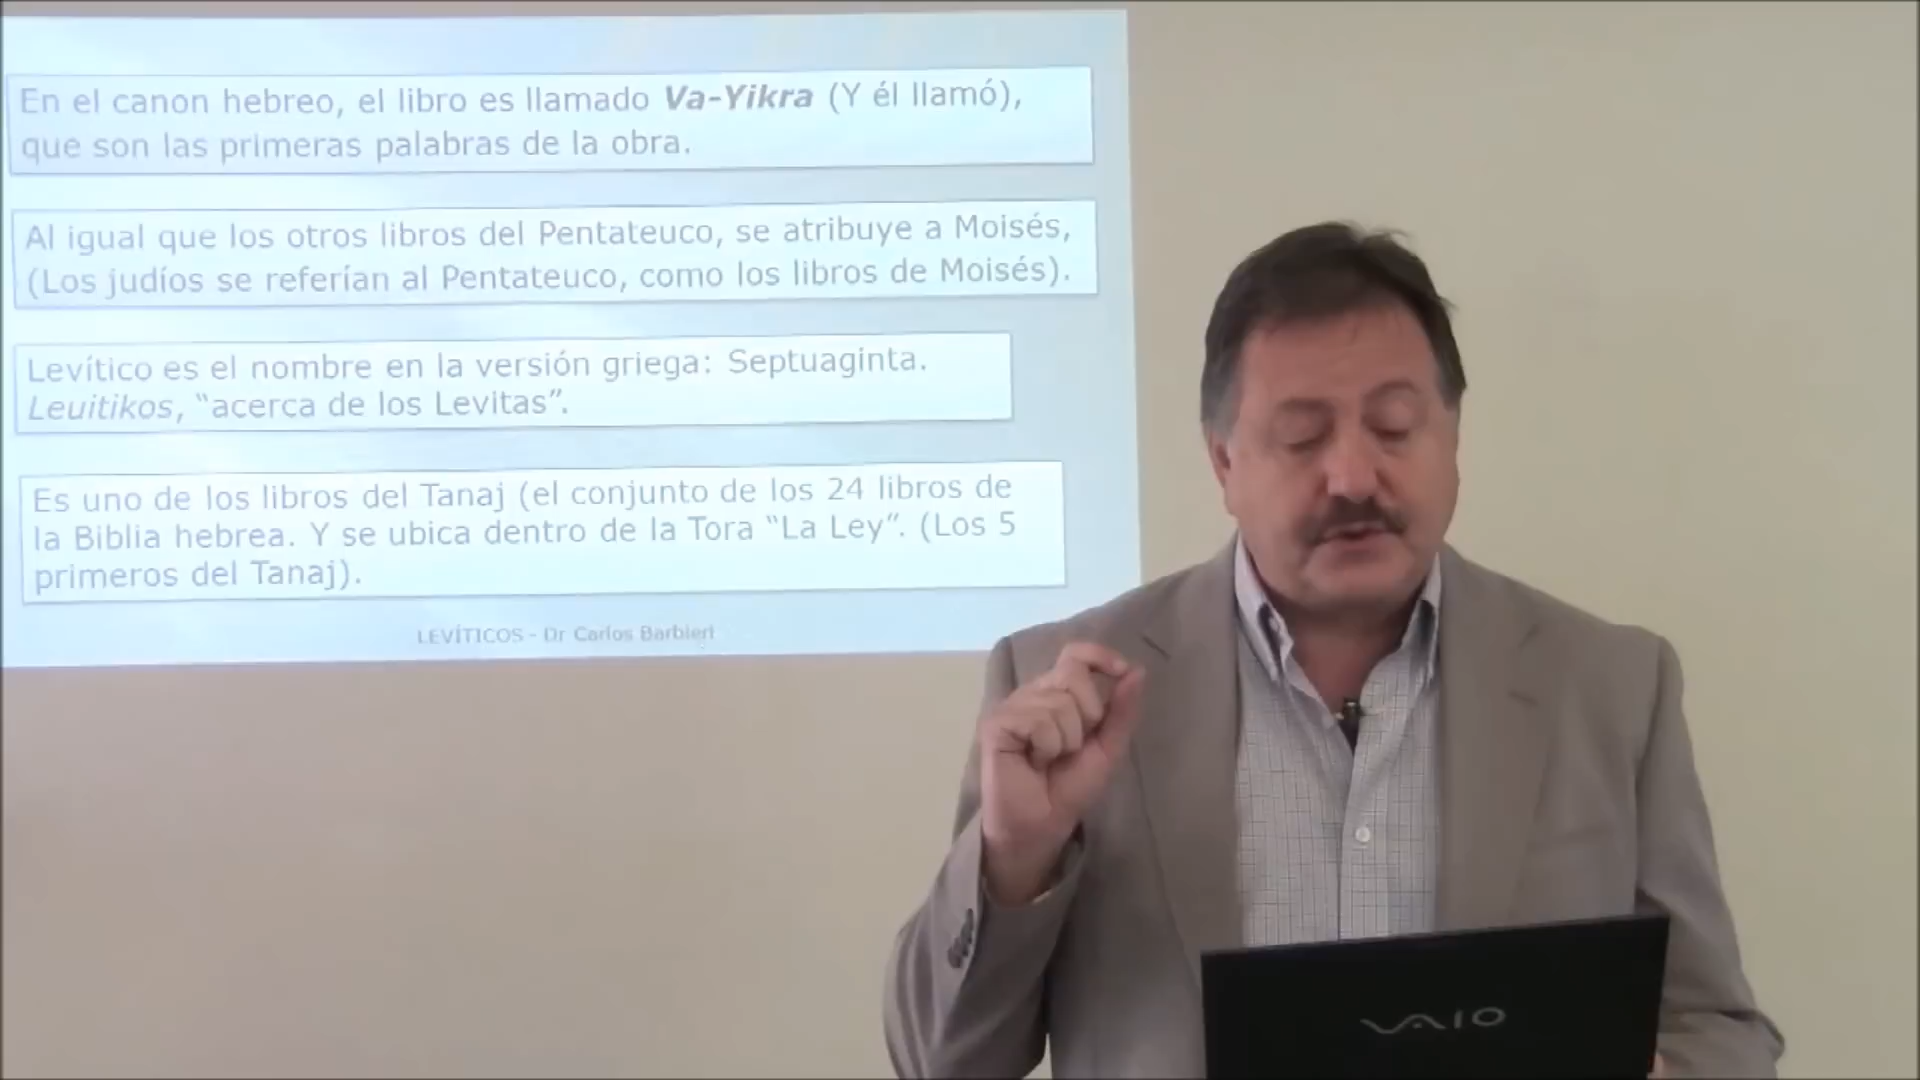 En el canon hebreo, el libro es llamado Va-Yikra (Y él llamó),
que son las primeras palabras de la obra.
Al igual que los otros libros del Pentateuco, se atribuye a Moisés,
(Los judíos se referían al Pentateuco, como los libros de Moisés).
Levítico es el nombre en la versión griega: Septuaginta.
Leuitikos, “acerca de los Levitas”.
Es uno de los libros del Tanaj (el conjunto de los 24 libros de
la Biblia hebrea. Y se ubica dentro de la Tora “La Ley”. (Los 5
primeros del Tanaj).
LEVÍTICOS - Dr Carlos Barbieri
VAIO